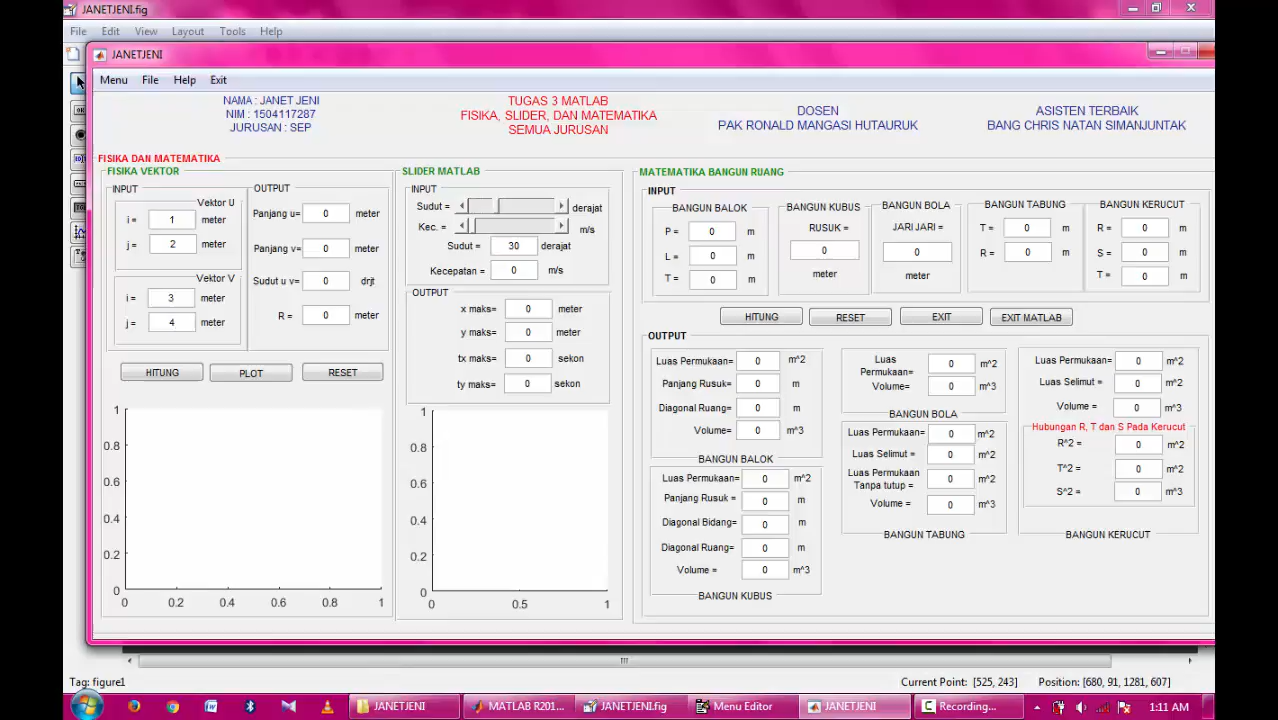 JANETJENI.fig
File Edit View Layout Tools Help
JANETJENI
Menu File Help Exit
NAMA : JANET JENI
NIM : 1504117287
JURUSAN : SEP
TUGAS 3 MATLAB
FISIKA, SLIDER, DAN MATEMATIKA
SEMUA JURUSAN
DOSEN
PAK RONALD MANGASI HUTAURUK
ASISTEN TERBAIK
BANG CHRIS NATAN SIMANJUNTAK
FISIKA DAN MATEMATIKA
FISIKA VEKTOR
INPUT
Vektor U
i = 1 meter
j = 2 meter
Vektor V
i = 3 meter
j = 4 meter
OUTPUT
Panjang u= 0 meter
Panjang v= 0 meter
Sudut u v= 0 drjt
R = 0 meter
HITUNG PLOT RESET
1
0.8
0.6
0.4
0.2
0
0 0.2 0.4 0.6 0.8 1
SLIDER MATLAB
INPUT
Sudut = derajat
Kec. = m/s
Sudut = 30 derajat
Kecepatan = 0 m/s
OUTPUT
x maks= 0 meter
y maks= 0 meter
tx maks= 0 sekon
ty maks= 0 sekon
1
0.8
0.6
0.4
0.2
0
0 0.5 1
MATEMATIKA BANGUN RUANG
INPUT
BANGUN BALOK
P = 0 m
L = 0 m
T = 0 m
BANGUN KUBUS
RUSUK =
0
meter
BANGUN BOLA
JARI JARI =
0
meter
BANGUN TABUNG
T = 0 m
R = 0 m
BANGUN KERUCUT
R = 0 m
S = 0 m
T = 0 m
HITUNG RESET EXIT EXIT MATLAB
OUTPUT
Luas Permukaan= 0 m^2
Panjang Rusuk= 0 m
Diagonal Ruang= 0 m
Volume= 0 m^3
BANGUN BALOK
Luas Permukaan= 0 m^2
Panjang Rusuk = 0 m
Diagonal Bidang= 0 m
Diagonal Ruang= 0 m
Volume = 0 m^3
BANGUN KUBUS
Luas
Permukaan= 0 m^2
Volume= 0 m^3
BANGUN BOLA
Luas Permukaan= 0 m^2
Luas Selimut = 0 m^2
Luas Permukaan
Tanpa tutup = 0 m^2
Volume = 0 m^3
BANGUN TABUNG
Luas Permukaan= 0 m^2
Luas Selimut = 0 m^2
Volume = 0 m^3
Hubungan R, T dan S Pada Kerucut
R^2 = 0 m^2
T^2 = 0 m^2
S^2 = 0 m^3
BANGUN KERUCUT
Tag: figure1 Current Point: [525, 243] Position: [680, 91, 1281, 607]
JANETJENI MATLAB R201... JANETJENI.fig Menu Editor JANETJENI Recording... 1:11 AM